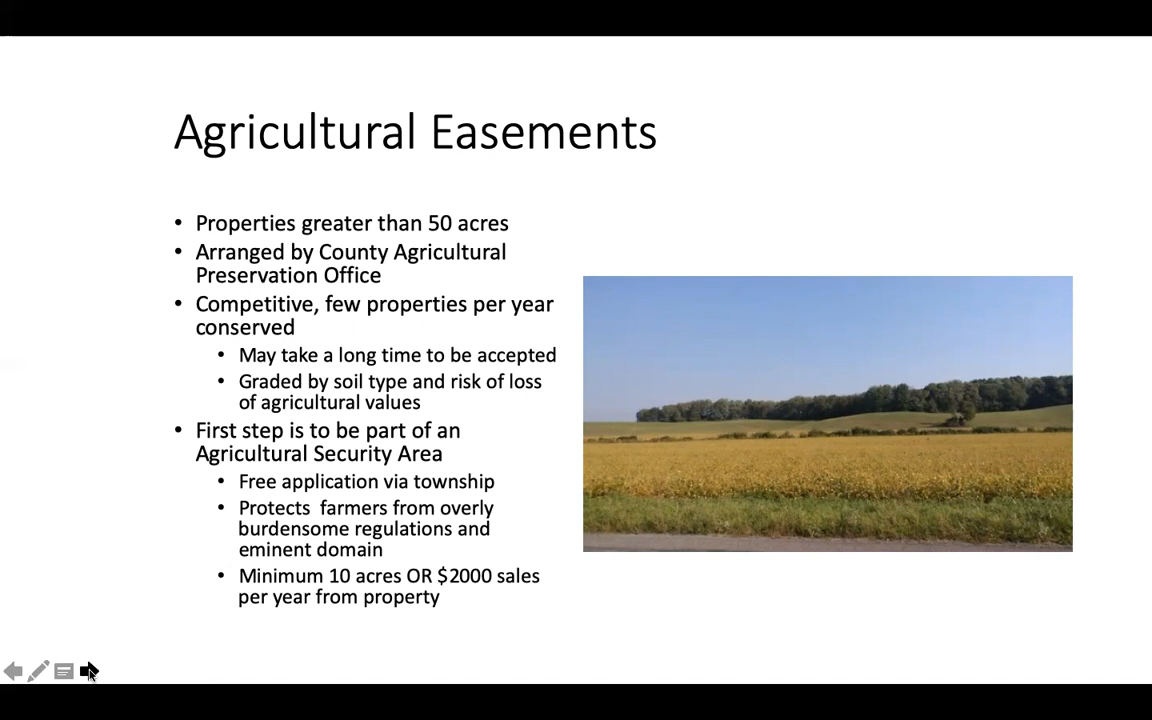 Agricultural Easements
• Properties greater than 50 acres
• Arranged by County Agricultural
Preservation Office
• Competitive, few properties per year
conserved
• May take a long time to be accepted
• Graded by soil type and risk of loss
of agricultural values
• First step is to be part of an
Agricultural Security Area
• Free application via township
• Protects  farmers from overly
burdensome regulations and
eminent domain
• Minimum 10 acres OR $2000 sales
per year from property